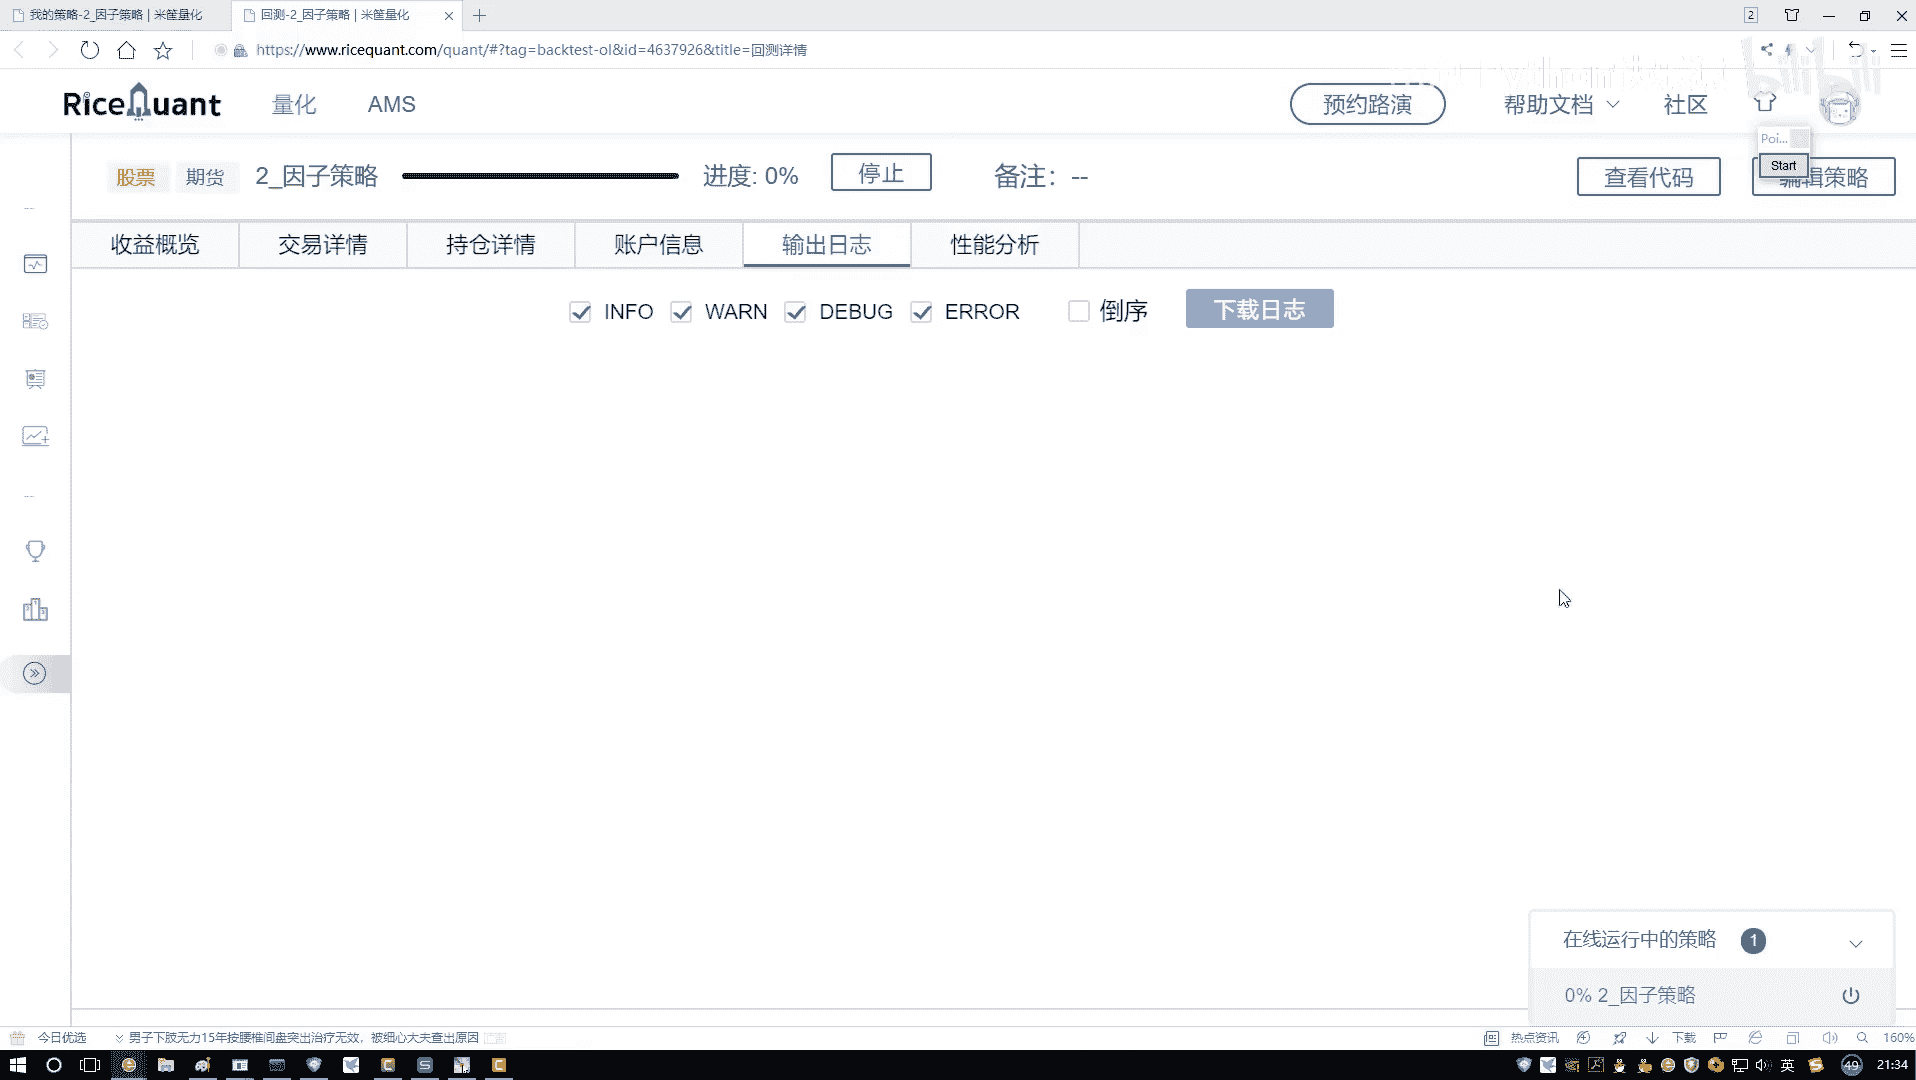 我的策略-2_因子策略 | 米筐量化
回测-2_因子策略 | 米筐量化
2
https://www.ricequant.com/quant/#?tag=backtest-ol&id=4637926&title=回测详情
RiceQuant
量化
AMS
预约路演
帮助文档
社区
Poi...
Start
股票
期货
2_因子策略
进度: 0%
停止
备注: --
查看代码
编辑策略
收益概览
交易详情
持仓详情
账户信息
输出日志
性能分析
INFO
WARN
DEBUG
ERROR
倒序
下载日志
在线运行中的策略
1
0% 2_因子策略
今日优选
男子下肢无力15年按腰椎间盘突出治疗无效，被细心大夫查出原因
热点资讯
下载
160%
英
49
21:34